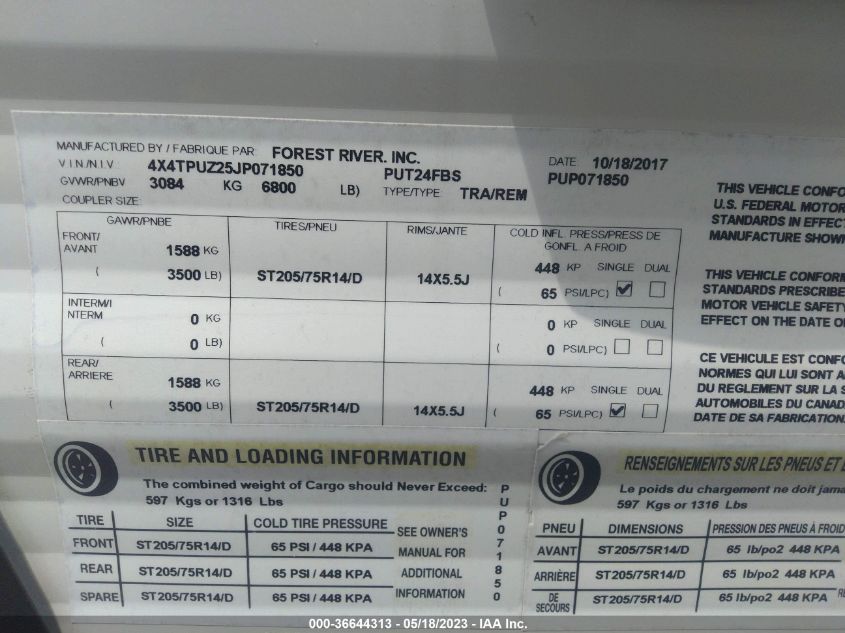 MANUFACTURED BY / FABRIQUE PAR FOREST RIVER, INC. DATE 10/18/2017
VIN/NIV 4X4TPUZ25JP071850 PUT24FBS PUP071850
GVWR/PNBV 3084 KG 6800 LB) TYPE/TYPE: TRA/REM
COUPLER SIZE
GAWR/PNBE TIRES/PNEU RIMS/JANTE COLD INFL. PRESS/PRESS DE
GONFL. A FROID
FRONT/
AVANT 1588 KG 448 KP SINGLE DUAL
( 3500 LB) ST205/75R14/D 14X5.5J ( 65 PSI/LPC)
INTERM/I
NTERM 0 KG 0 KP SINGLE DUAL
( 0 LB) ( 0 PSI/LPC)
REAR/
ARRIERE 1588 KG 448 KP SINGLE DUAL
( 3500 LB) ST205/75R14/D 14X5.5J ( 65 PSI/LPC)
THIS VEHICLE CONFO
U.S. FEDERAL MOTOR
STANDARDS IN EFFECT
MANUFACTURE SHOWN
THIS VEHICLE CONFORM
STANDARDS PRESCRIBE
MOTOR VEHICLE SAFETY
EFFECT ON THE DATE O
CE VEHICULE EST CONFO
NORMES QUI LUI SONT A
DU REGLEMENT SUR LA S
AUTOMOBILES DU CANADA
DATE DE SA FABRICATION
TIRE AND LOADING INFORMATION
The combined weight of Cargo should Never Exceed:
597 Kgs or 1316 Lbs
TIRE SIZE COLD TIRE PRESSURE SEE OWNER'S
FRONT ST205/75R14/D 65 PSI / 448 KPA MANUAL FOR
REAR ST205/75R14/D 65 PSI / 448 KPA ADDITIONAL
SPARE ST205/75R14/D 65 PSI / 448 KPA INFORMATION
PUP071850
RENSEIGNEMENTS SUR LES PNEUS ET
Le poids du chargement ne doit jama
597 Kgs or 1316 Lbs
PNEU DIMENSIONS PRESSION DES PNEUS À FROID
AVANT ST205/75R14/D 65 lb/po2 448 KPA
ARRIÈRE ST205/75R14/D 65 lb/po2 448 KPA
DE
SECOURS ST205/75R14/D 65 lb/po2 448 KPA
000-36644313 - 05/18/2023 - IAA Inc.